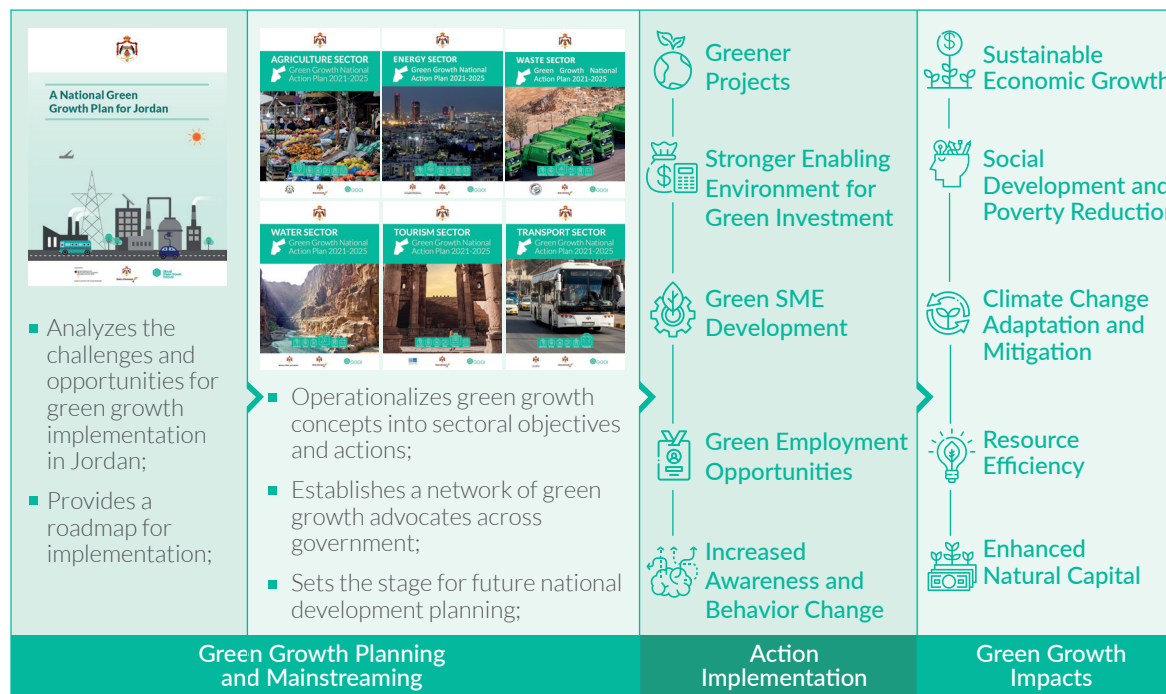 A National Green
Growth Plan for Jordan
Analyzes the
challenges and
opportunities for
green growth
implementation
in Jordan;
Provides a
roadmap for
implementation;
AGRICULTURE SECTOR
Green Growth National
Action Plan 2021-2025
ENERGY SECTOR
Green Growth National
Action Plan 2021-2025
WASTE SECTOR
Green Growth National
Action Plan 2021-2025
WATER SECTOR
Green Growth National
Action Plan 2021-2025
TOURISM SECTOR
Green Growth National
Action Plan 2021-2025
TRANSPORT SECTOR
Green Growth National
Action Plan 2021-2025
Operationalizes green growth
concepts into sectoral objectives
and actions;
Establishes a network of green
growth advocates across
government;
Sets the stage for future national
development planning;
Greener
Projects
Stronger Enabling
Environment for
Green Investment
Green SME
Development
Green Employment
Opportunities
Increased
Awareness and
Behavior Change
Sustainable
Economic Growth
Social
Development and
Poverty Reduction
Climate Change
Adaptation and
Mitigation
Resource
Efficiency
Enhanced
Natural Capital
Green Growth Planning
and Mainstreaming
Action
Implementation
Green Growth
Impacts